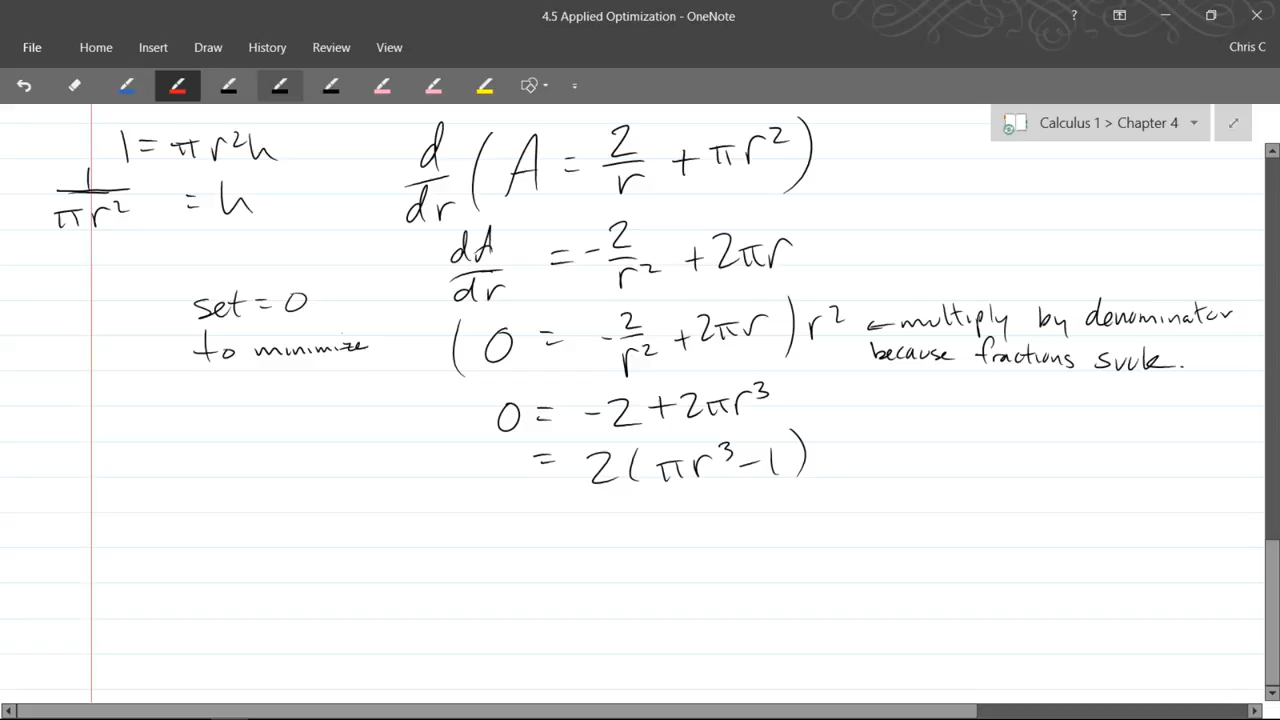 4.5 Applied Optimization - OneNote
File Home Insert Draw History Review View
Chris C
Calculus 1 > Chapter 4
1 = πr²h
1/πr² = h
d/dr (A = 2/r + πr²)
dA/dr = -2/r² + 2πr
set = 0
to minimize
(0 = -2/r² + 2πr) r² ← multiply by denominator
because fractions suck.
0 = -2 + 2πr³
= 2(πr³ - 1)